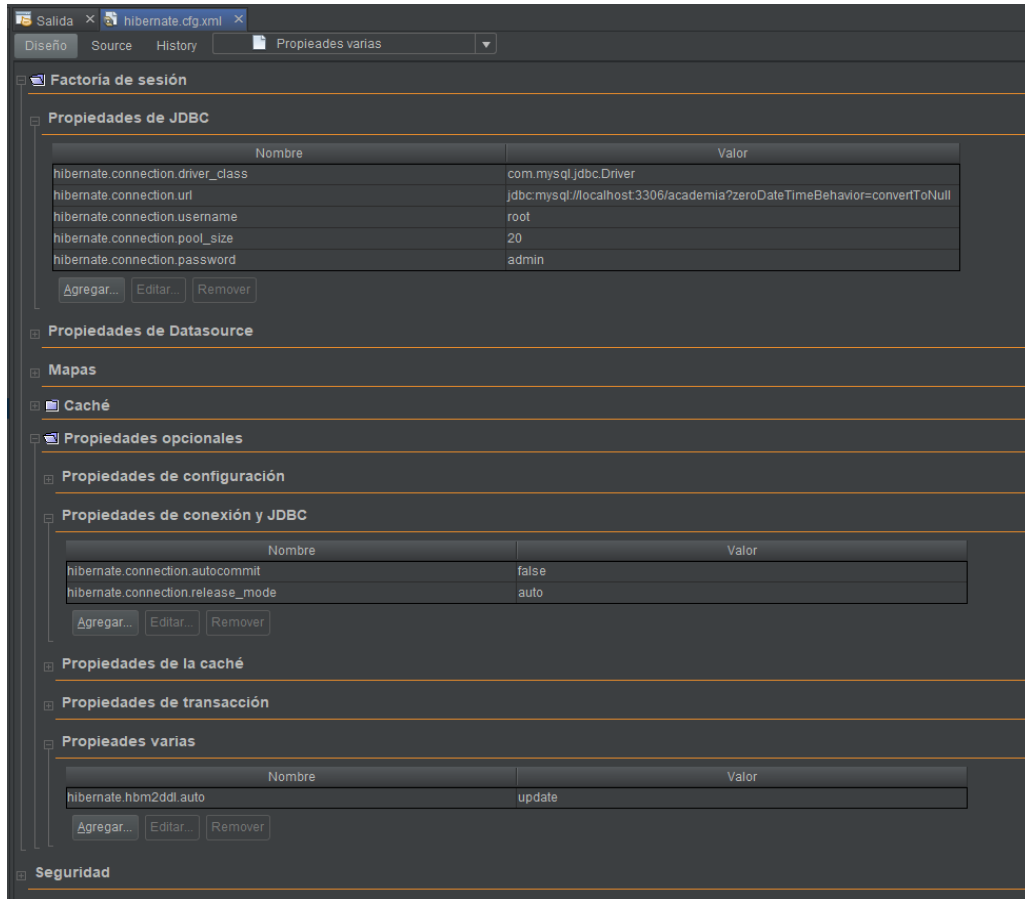 Salida hibernate.cfg.xml
Diseño Source History Propieades varias
Factoría de sesión
Propiedades de JDBC
Nombre Valor
hibernate.connection.driver_class com.mysql.jdbc.Driver
hibernate.connection.url jdbc:mysql://localhost:3306/academia?zeroDateTimeBehavior=convertToNull
hibernate.connection.username root
hibernate.connection.pool_size 20
hibernate.connection.password admin
Agregar... Editar... Remover
Propiedades de Datasource
Mapas
Caché
Propiedades opcionales
Propiedades de configuración
Propiedades de conexión y JDBC
Nombre Valor
hibernate.connection.autocommit false
hibernate.connection.release_mode auto
Agregar... Editar... Remover
Propiedades de la caché
Propiedades de transacción
Propieades varias
Nombre Valor
hibernate.hbm2ddl.auto update
Agregar... Editar... Remover
Seguridad